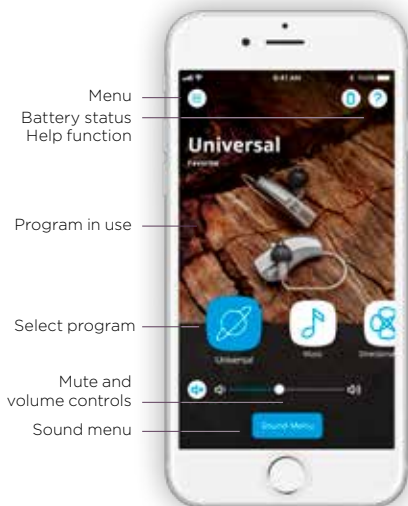 9:41 AM
100%
Menu
Battery status
Help function
?
Universal
Favorite
Program in use
Select program
Universal
Music
Directional
Mute and
volume controls
Sound menu
Sound Menu